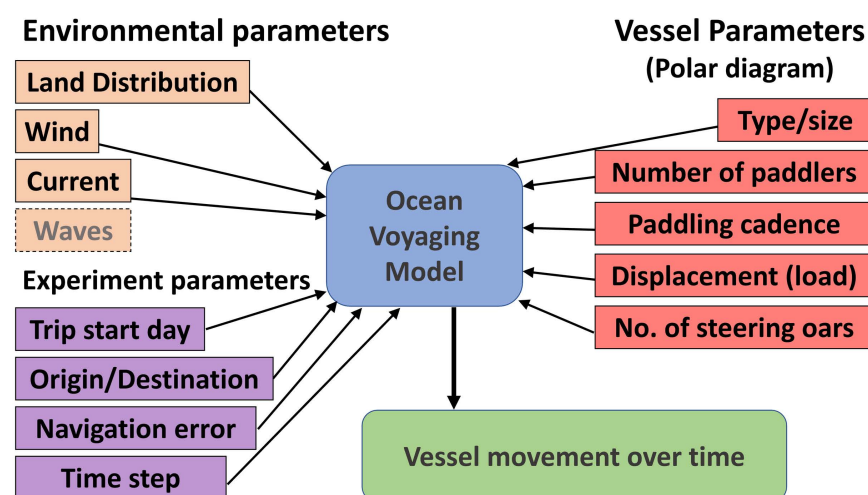 Environmental parameters
Land Distribution
Wind
Current
Waves
Experiment parameters
Trip start day
Origin/Destination
Navigation error
Time step
Ocean
Voyaging
Model
Vessel Parameters
(Polar diagram)
Type/size
Number of paddlers
Paddling cadence
Displacement (load)
No. of steering oars
Vessel movement over time